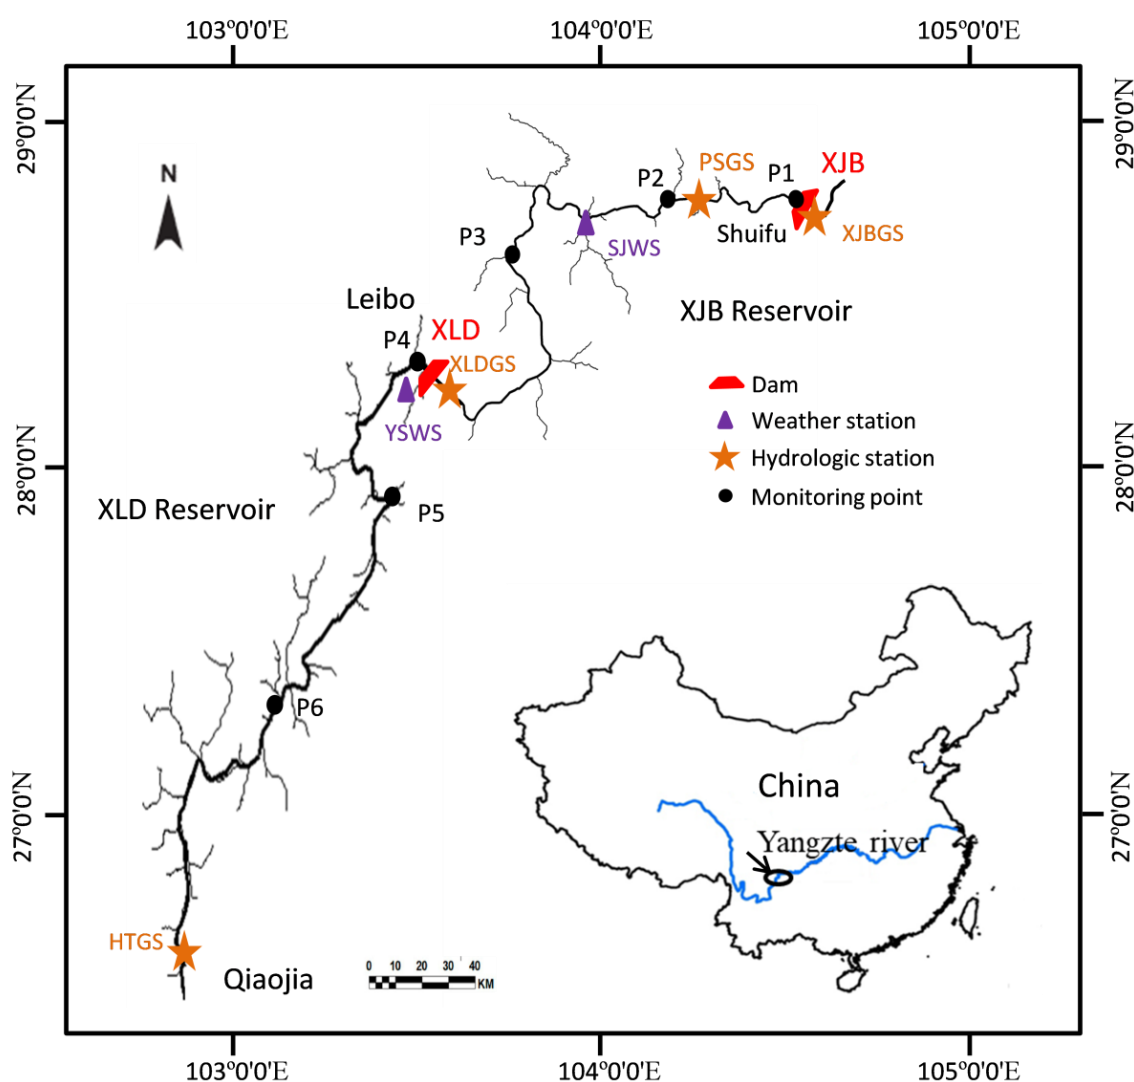 103°0'0'E
104°0'0'E
105°0'0'E
29°0'0'N
29°0'0'N
N
PSGS
P1
XJB
P2
P3
SJWS
Shuifu
XJBGS
Leibo
XJB Reservoir
P4
XLD
XLDGS
Dam
YSWS
Weather station
Hydrologic station
28°0'0'N
28°0'0'N
Monitoring point
XLD Reservoir
P5
P6
China
27°0'0'N
27°0'0'N
Yangzte river
HTGS
Qiaojia
0 10 20 30 40
KM
103°0'0'E
104°0'0'E
105°0'0'E